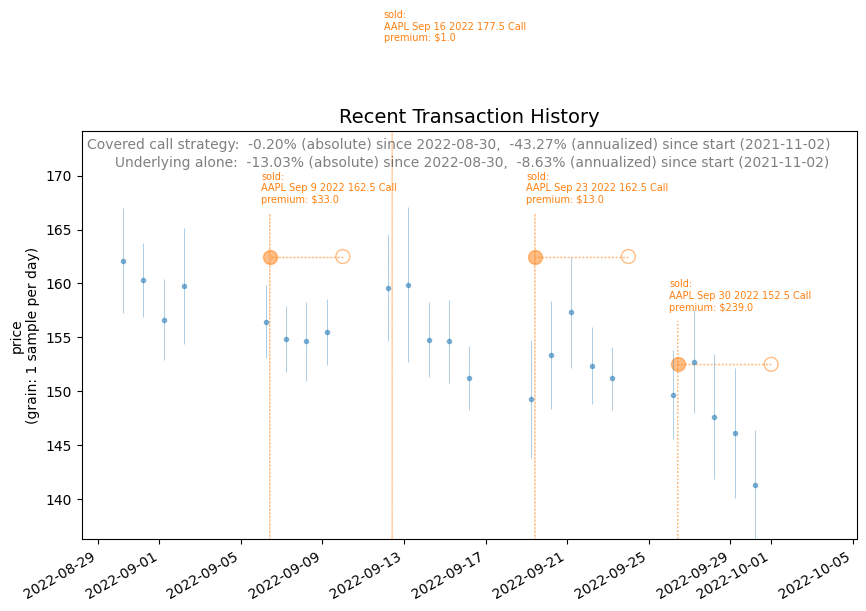 sold:
AAPL Sep 16 2022 177.5 Call
premium: $1.0
Recent Transaction History
Covered call strategy:  -0.20% (absolute) since 2022-08-30,  -43.27% (annualized) since start (2021-11-02)
Underlying alone:  -13.03% (absolute) since 2022-08-30,  -8.63% (annualized) since start (2021-11-02)
sold:
AAPL Sep 9 2022 162.5 Call
premium: $33.0
sold:
AAPL Sep 23 2022 162.5 Call
premium: $13.0
sold:
AAPL Sep 30 2022 152.5 Call
premium: $239.0
price
(grain: 1 sample per day)
170
165
160
155
150
145
140
2022-08-29
2022-09-01
2022-09-05
2022-09-09
2022-09-13
2022-09-17
2022-09-21
2022-09-25
2022-09-29
2022-10-01
2022-10-05